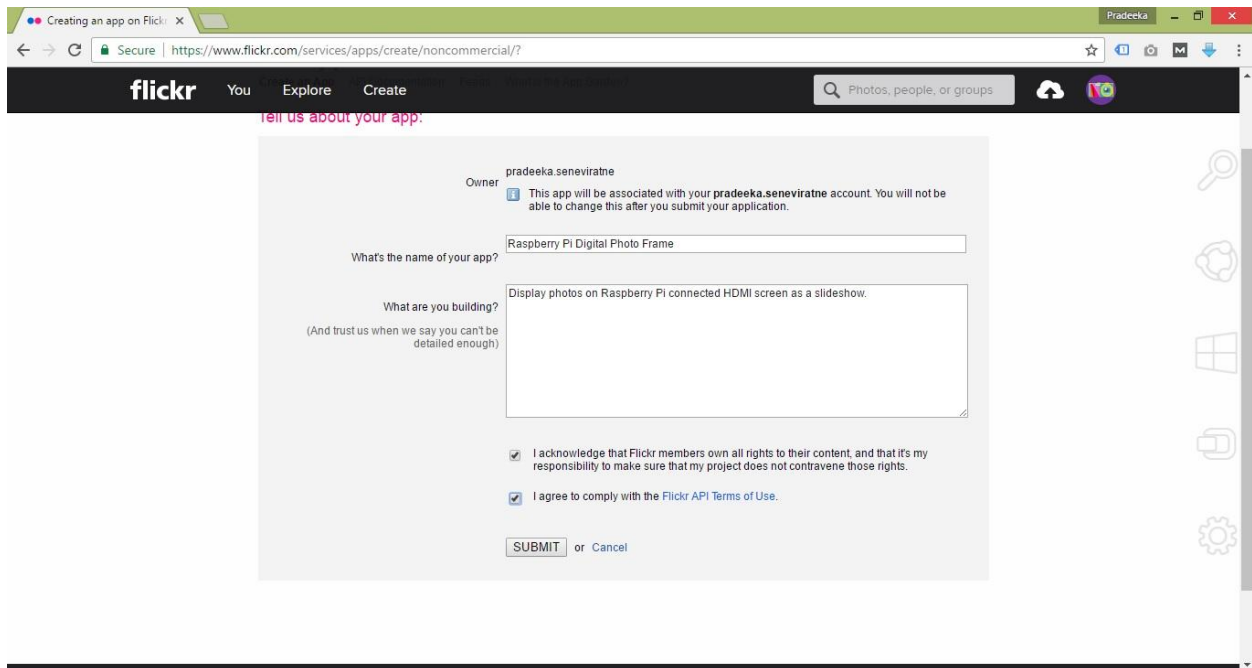 Creating an app on Flick
Pradeeka
Secure | https://www.flickr.com/services/apps/create/noncommercial/?
flickr You Explore Create Photos, people, or groups
Tell us about your app:
Owner
pradeeka.seneviratne
This app will be associated with your pradeeka.seneviratne account. You will not be
able to change this after you submit your application.
What's the name of your app?
Raspberry Pi Digital Photo Frame
What are you building?
(And trust us when we say you can't be
detailed enough)
Display photos on Raspberry Pi connected HDMI screen as a slideshow.
I acknowledge that Flickr members own all rights to their content, and that it's my
responsibility to make sure that my project does not contravene those rights.
I agree to comply with the Flickr API Terms of Use.
SUBMIT or Cancel